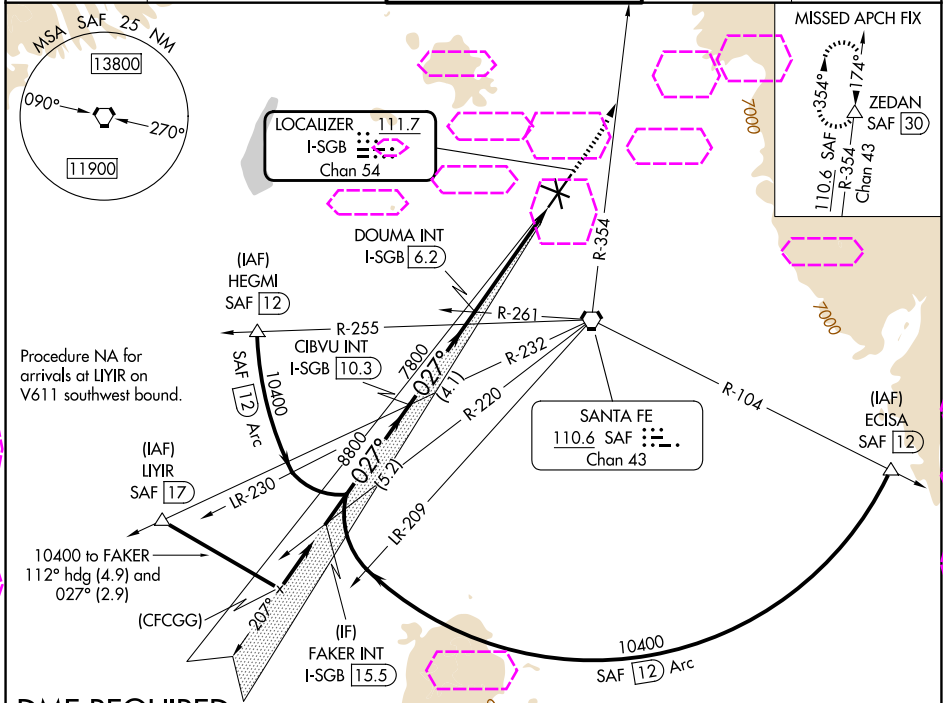 MSA SAF 25 NM
13800
090°
270°
11900
LOCALIZER 111.7
I-SGB
Chan 54
MISSED APCH FIX
354°
174°
ZEDAN
SAF 30
110.6 SAF
R-354
Chan 43
7000
7000
R-354
DOUMA INT
I-SGB 6.2
(IAF)
HEGMI
SAF 12
R-255
R-261
CIBVU INT
I-SGB 10.3
7800
027°
(4.1)
R-232
R-220
Procedure NA for
arrivals at LIYIR on
V611 southwest bound.
SAF 12 Arc
10400
R-104
(IAF)
ECISA
SAF 12
SANTA FE
110.6 SAF
Chan 43
8800
027°
(5.2)
(IAF)
LIYIR
SAF 17
LR-230
LR-209
10400 to FAKER
112° hdg (4.9) and
027° (2.9)
(CFCGG)
207°
(IF)
FAKER INT
I-SGB 15.5
10400
SAF 12 Arc
DME REQUIRED